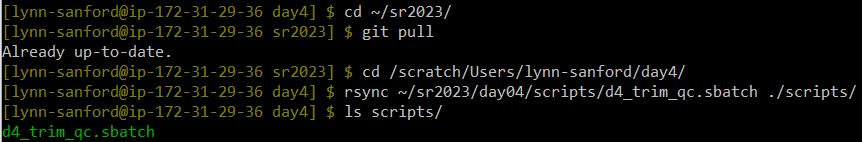 [lynn-sanford@ip-172-31-29-36 day4] $ cd ~/sr2023/
[lynn-sanford@ip-172-31-29-36 sr2023] $ git pull
Already up-to-date.
[lynn-sanford@ip-172-31-29-36 sr2023] $ cd /scratch/Users/lynn-sanford/day4/
[lynn-sanford@ip-172-31-29-36 day4] $ rsync ~/sr2023/day04/scripts/d4_trim_qc.sbatch ./scripts/
[lynn-sanford@ip-172-31-29-36 day4] $ ls scripts/
d4_trim_qc.sbatch